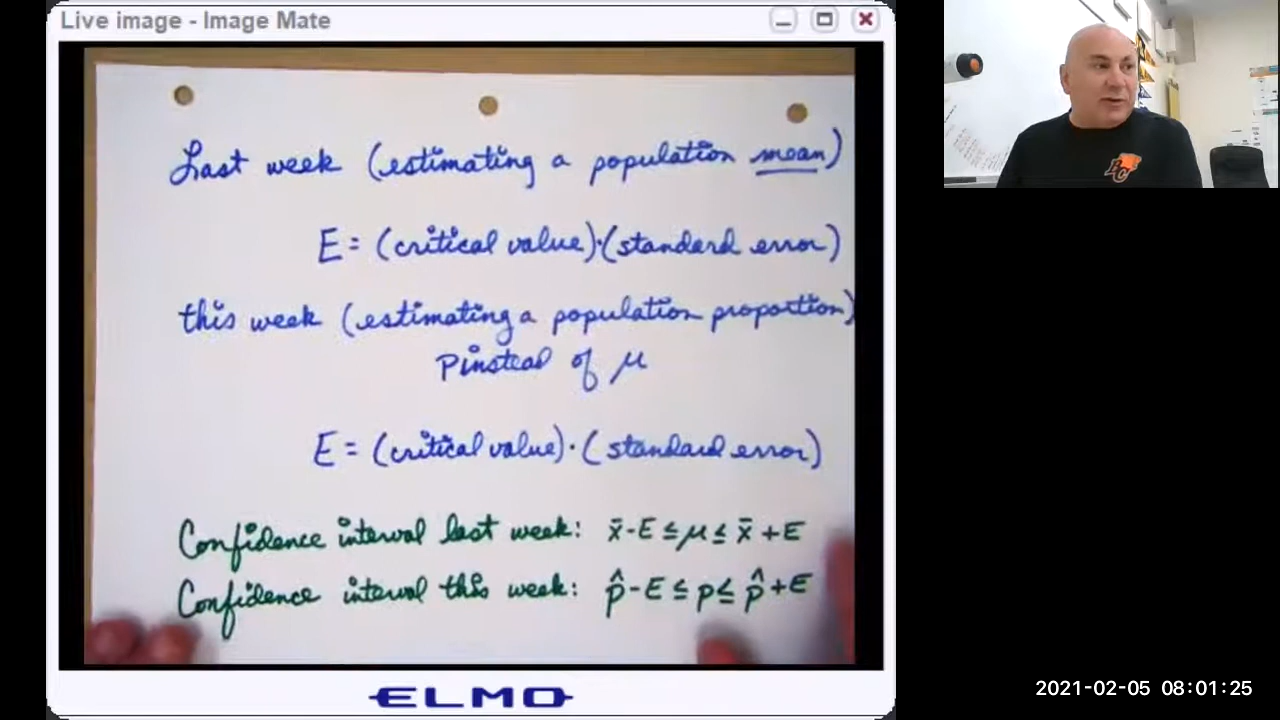 Live image - Image Mate
Last week (estimating a population mean)
E = (critical value)·(standard error)
this week (estimating a population proportion)
P instead of μ
E = (critical value)·(standard error)
Confidence interval last week: x̄ - E ≤ μ ≤ x̄ + E
Confidence interval this week: p̂ - E ≤ p ≤ p̂ + E
ELMO
BC
2021-02-05 08:01:25